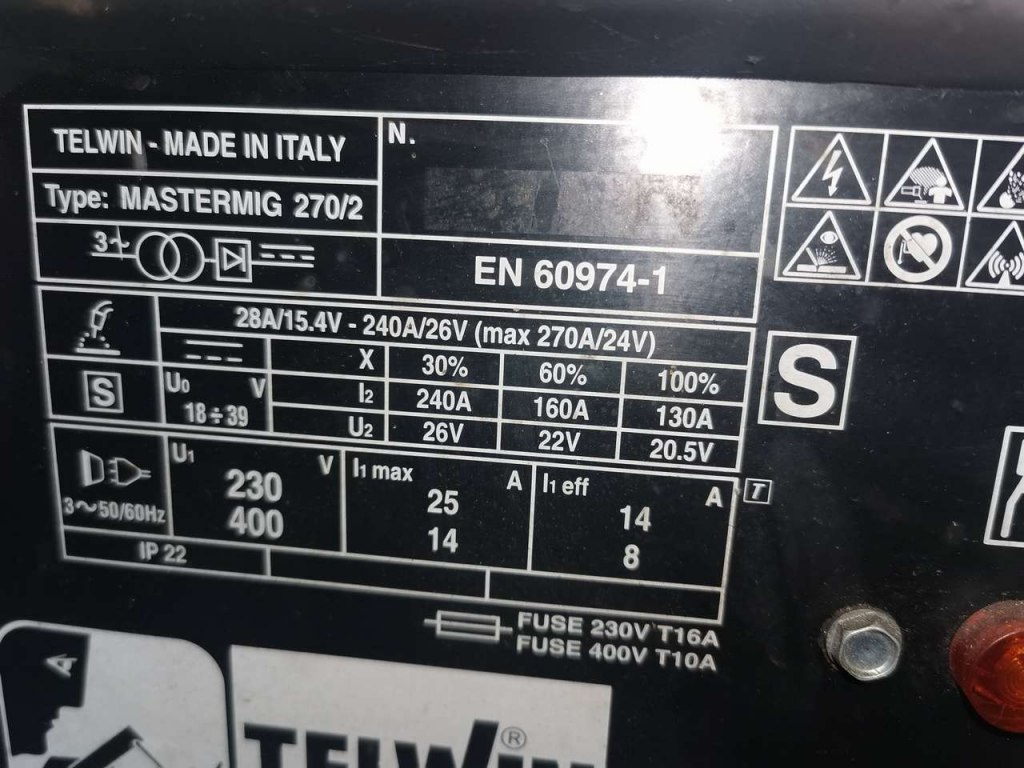 TELWIN - MADE IN ITALY
N.
Type: MASTERMIG 270/2
3~
EN 60974-1
28A/15.4V - 240A/26V (max 270A/24V)
X 30% 60% 100%
S
U0 V
18÷39
I2 240A 160A 130A
U2 26V 22V 20.5V
S
U1 V
230
400
I1 max A
25
14
I1 eff A
14
8
T
3~50/60Hz
IP 22
FUSE 230V T16A
FUSE 400V T10A
A
TELWIN®